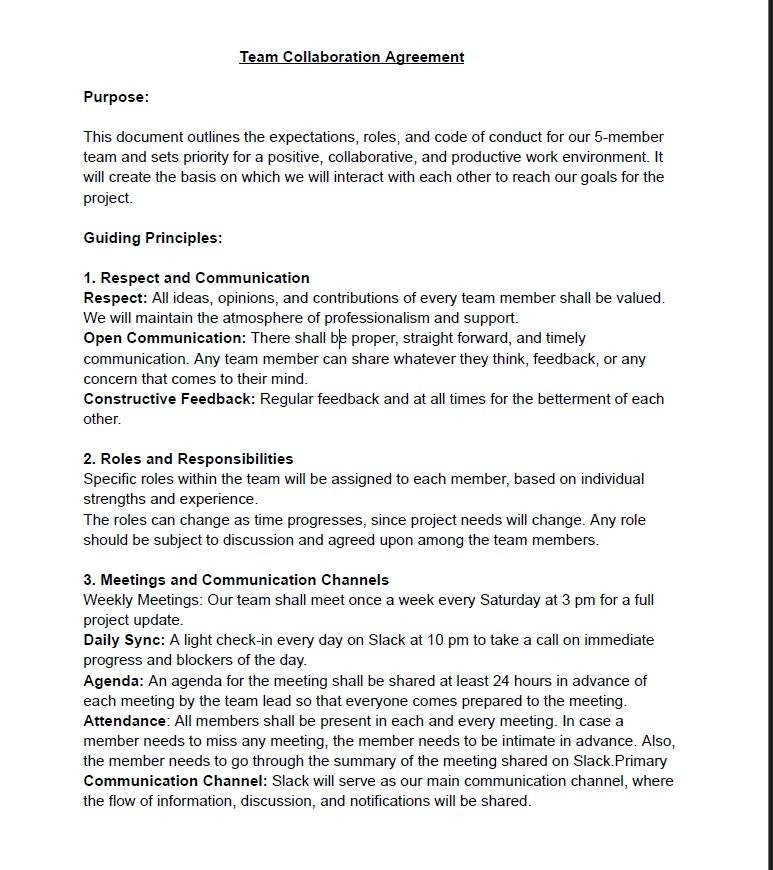 Team Collaboration Agreement
Purpose:
This document outlines the expectations, roles, and code of conduct for our 5-member
team and sets priority for a positive, collaborative, and productive work environment. It
will create the basis on which we will interact with each other to reach our goals for the
project.
Guiding Principles:
1. Respect and Communication
Respect: All ideas, opinions, and contributions of every team member shall be valued.
We will maintain the atmosphere of professionalism and support.
Open Communication: There shall be proper, straight forward, and timely
communication. Any team member can share whatever they think, feedback, or any
concern that comes to their mind.
Constructive Feedback: Regular feedback and at all times for the betterment of each
other.
2. Roles and Responsibilities
Specific roles within the team will be assigned to each member, based on individual
strengths and experience.
The roles can change as time progresses, since project needs will change. Any role
should be subject to discussion and agreed upon among the team members.
3. Meetings and Communication Channels
Weekly Meetings: Our team shall meet once a week every Saturday at 3 pm for a full
project update.
Daily Sync: A light check-in every day on Slack at 10 pm to take a call on immediate
progress and blockers of the day.
Agenda: An agenda for the meeting shall be shared at least 24 hours in advance of
each meeting by the team lead so that everyone comes prepared to the meeting.
Attendance: All members shall be present in each and every meeting. In case a
member needs to miss any meeting, the member needs to be intimate in advance. Also,
the member needs to go through the summary of the meeting shared on Slack.Primary
Communication Channel: Slack will serve as our main communication channel, where
the flow of information, discussion, and notifications will be shared.